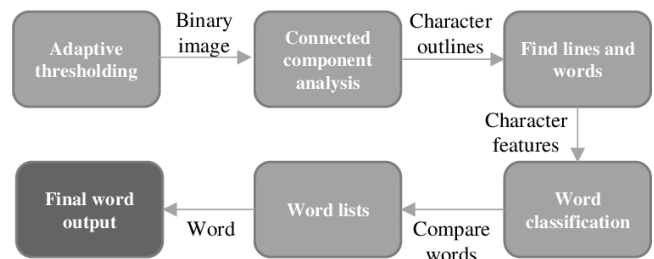 Adaptive
thresholding
Binary
image
Connected
component
analysis
Character
outlines
Find lines and
words
Character
features
Word
classification
Compare
words
Word lists
Word
Final word
output